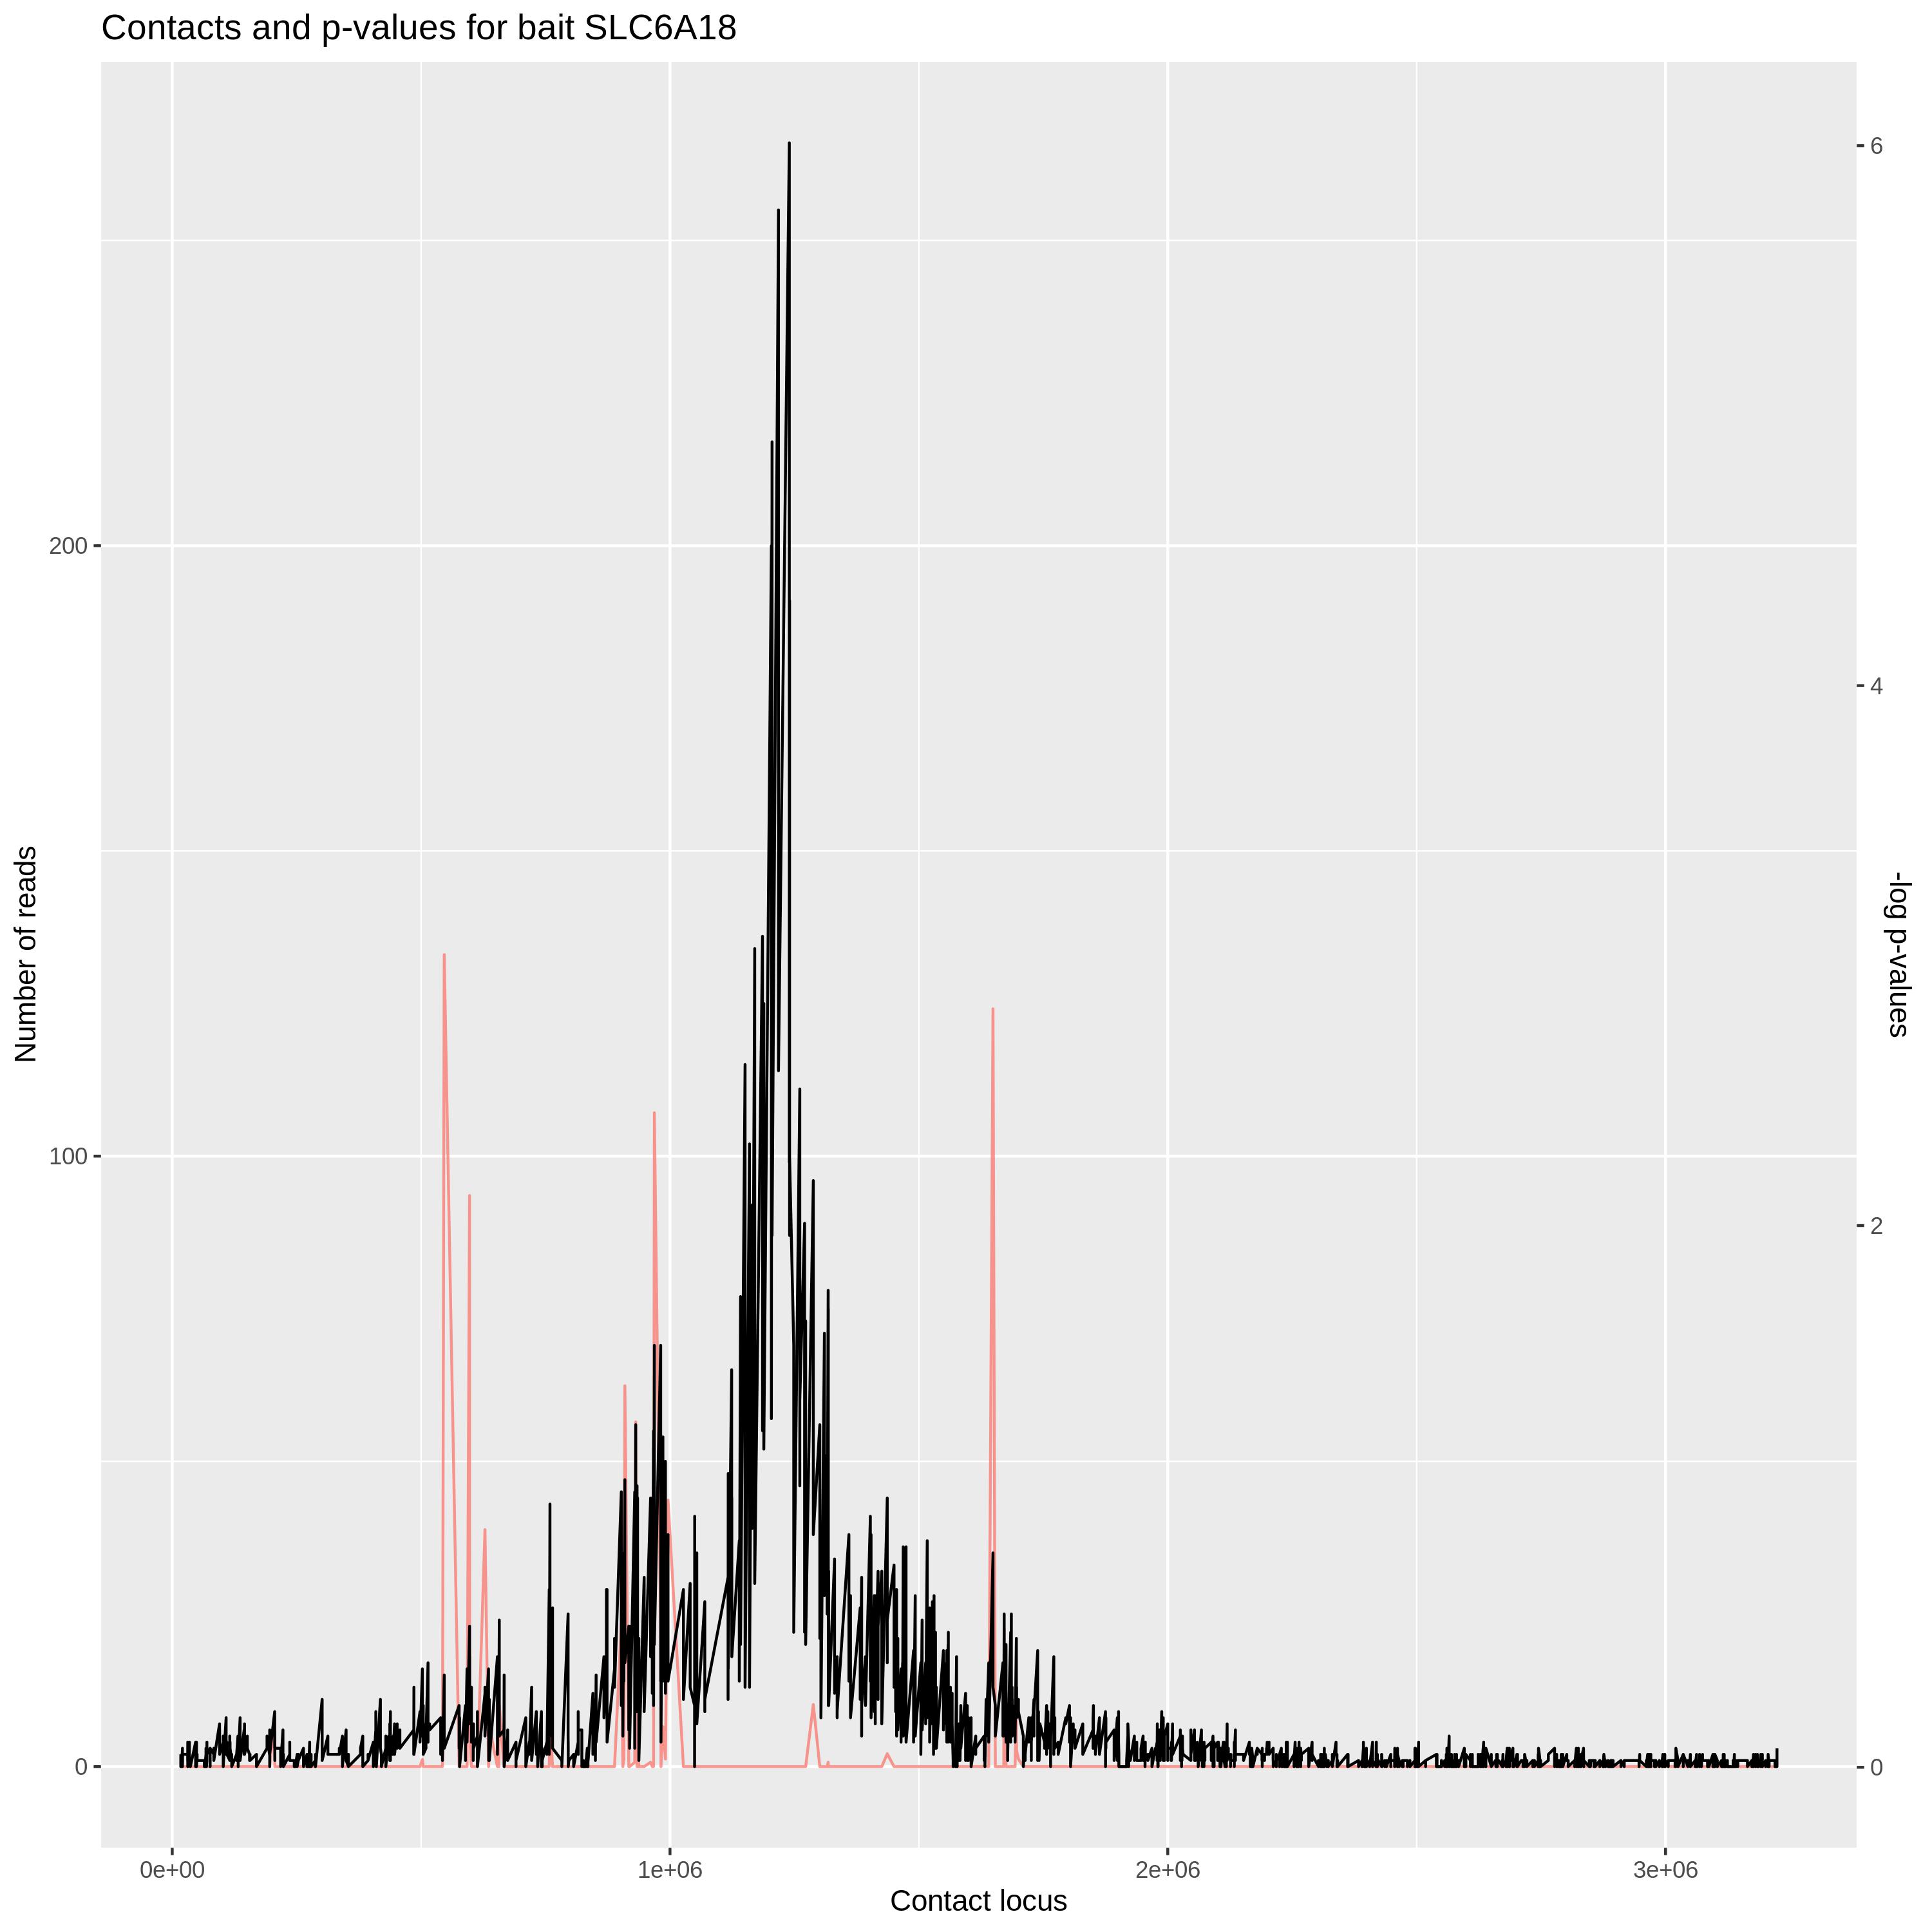 Contacts and p-values for bait SLC6A18
Number of reads
200
100
0
6
4
2
0
-log p-values
0e+00
1e+06
2e+06
3e+06
Contact locus